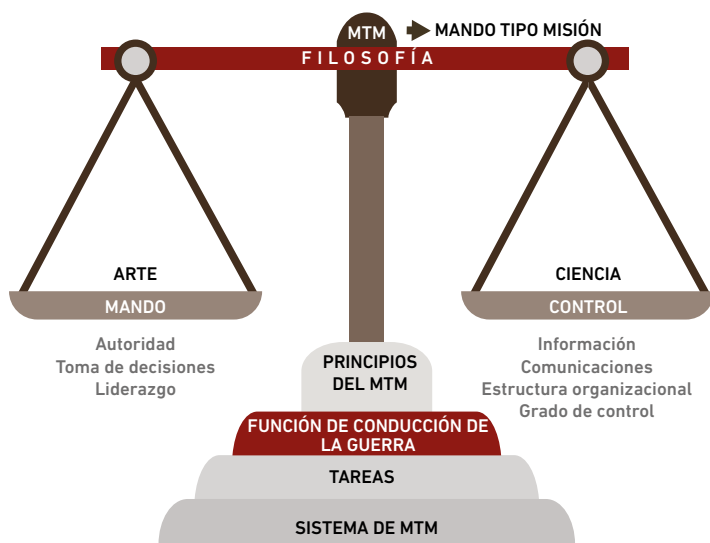 MTM
MANDO TIPO MISIÓN
FILOSOFÍA
ARTE
MANDO
Autoridad
Toma de decisiones
Liderazgo
CIENCIA
CONTROL
Información
Comunicaciones
Estructura organizacional
Grado de control
PRINCIPIOS
DEL MTM
FUNCIÓN DE CONDUCCIÓN DE
LA GUERRA
TAREAS
SISTEMA DE MTM